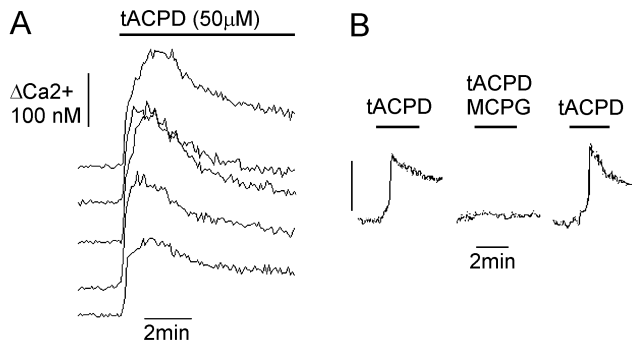 A
tACPD (50μM)
ΔCa2+
100 nM
2min
B
tACPD
tACPD
MCPG
tACPD
2min